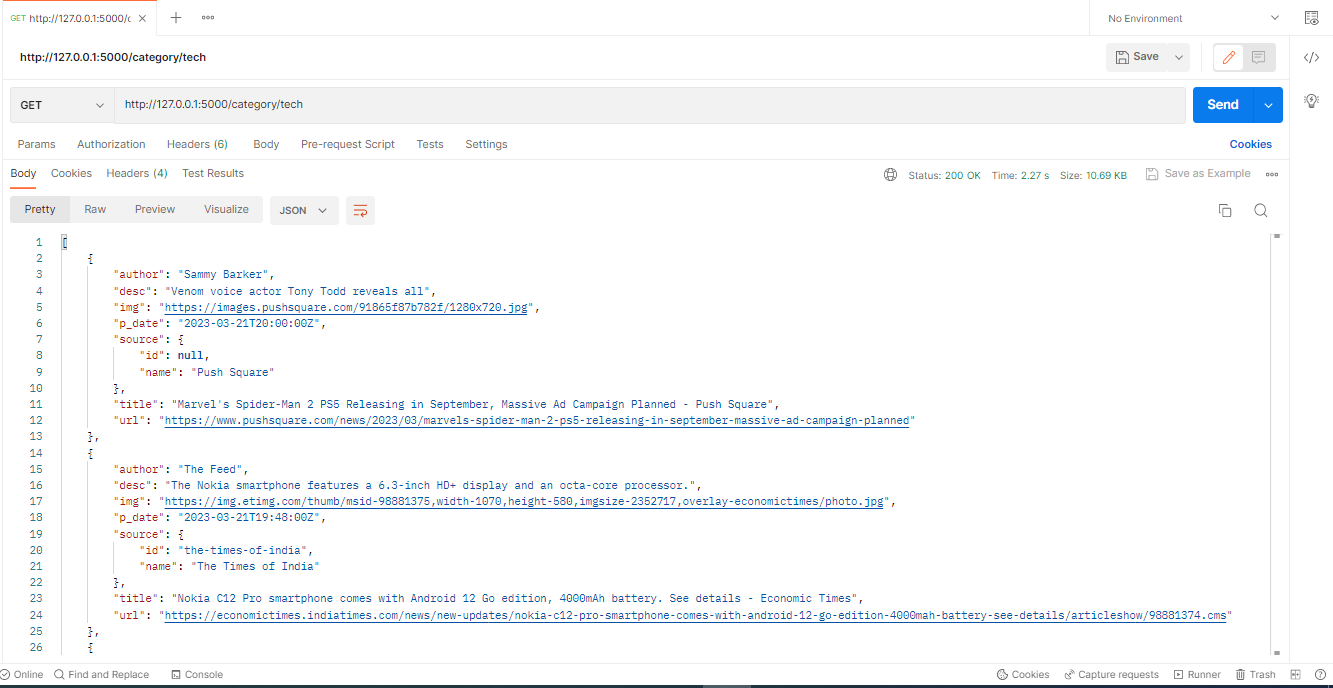 GET http://127.0.0.1:5000/c
No Environment
http://127.0.0.1:5000/category/tech
Save
GET
http://127.0.0.1:5000/category/tech
Send
Params Authorization Headers (6) Body Pre-request Script Tests Settings
Cookies
Body Cookies Headers (4) Test Results
Status: 200 OK Time: 2.27 s Size: 10.69 KB Save as Example
Pretty Raw Preview Visualize JSON
1 [
2 {
3 "author": "Sammy Barker",
4 "desc": "Venom voice actor Tony Todd reveals all",
5 "img": "https://images.pushsquare.com/91865f87b782f/1280x720.jpg",
6 "p_date": "2023-03-21T20:00:00Z",
7 "source": {
8 "id": null,
9 "name": "Push Square"
10 },
11 "title": "Marvel's Spider-Man 2 PS5 Releasing in September, Massive Ad Campaign Planned - Push Square",
12 "url": "https://www.pushsquare.com/news/2023/03/marvels-spider-man-2-ps5-releasing-in-september-massive-ad-campaign-planned"
13 },
14 {
15 "author": "The Feed",
16 "desc": "The Nokia smartphone features a 6.3-inch HD+ display and an octa-core processor.",
17 "img": "https://img.etimg.com/thumb/msid-98881375,width-1070,height-580,imgsize-2352717,overlay-economictimes/photo.jpg",
18 "p_date": "2023-03-21T19:48:00Z",
19 "source": {
20 "id": "the-times-of-india",
21 "name": "The Times of India"
22 },
23 "title": "Nokia C12 Pro smartphone comes with Android 12 Go edition, 4000mAh battery. See details - Economic Times",
24 "url": "https://economictimes.indiatimes.com/news/new-updates/nokia-c12-pro-smartphone-comes-with-android-12-go-edition-4000mah-battery-see-details/articleshow/98881374.cms"
25 },
26 {
Online Find and Replace Console
Cookies Capture requests Runner Trash